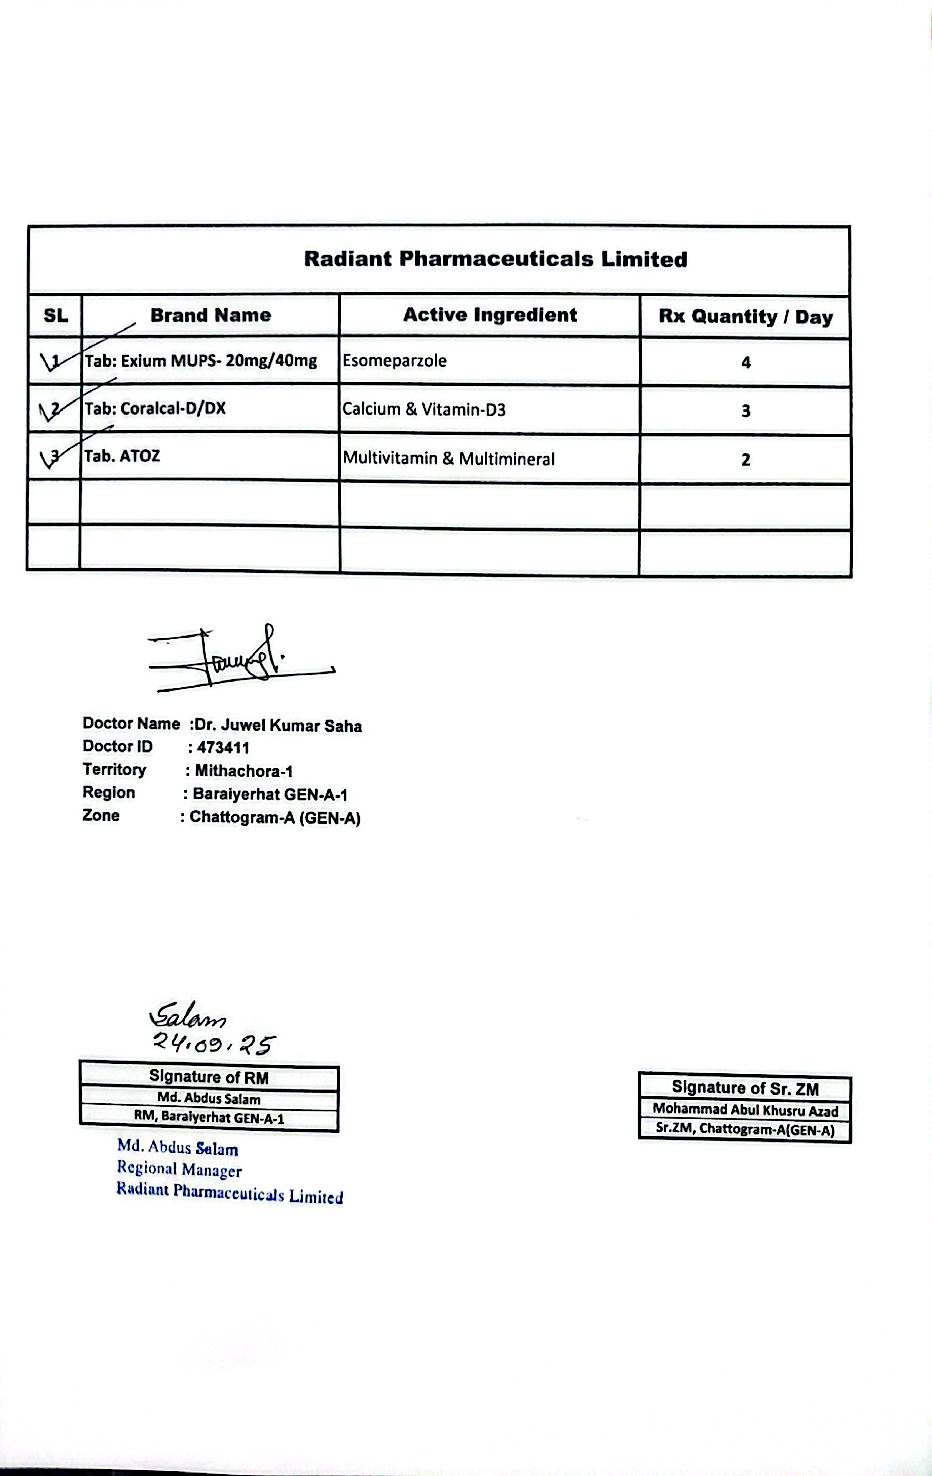 Radiant Pharmaceuticals Limited
SL Brand Name Active Ingredient Rx Quantity / Day
1 Tab: Exium MUPS- 20mg/40mg Esomeparzole 4
2 Tab: Coralcal-D/DX Calcium & Vitamin-D3 3
3 Tab. ATOZ Multivitamin & Multimineral 2
Doctor Name :Dr. Juwel Kumar Saha
Doctor ID : 473411
Territory : Mithachora-1
Region : Baraiyerhat GEN-A-1
Zone : Chattogram-A (GEN-A)
Salam
24.09.25
Signature of RM
Md. Abdus Salam
RM, Baraiyerhat GEN-A-1
Md. Abdus Salam
Regional Manager
Radiant Pharmaceuticals Limited
Signature of Sr. ZM
Mohammad Abul Khusru Azad
Sr.ZM, Chattogram-A(GEN-A)